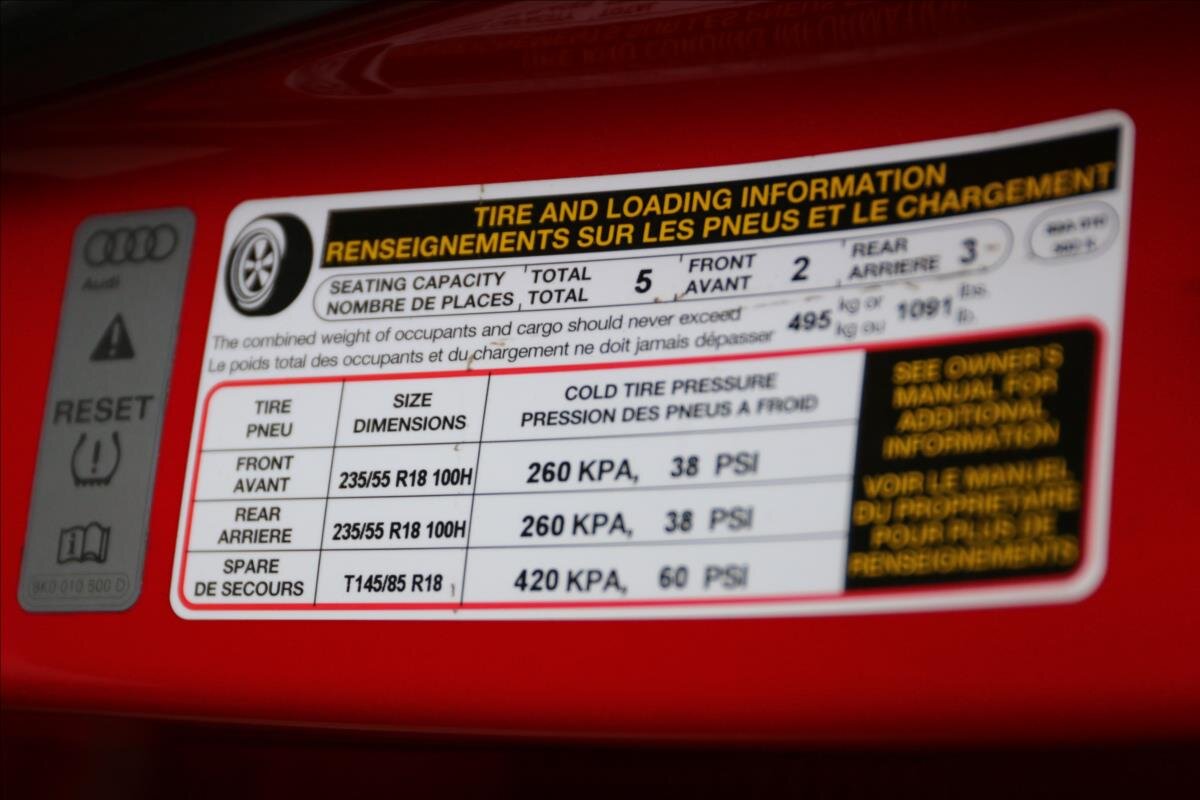 Audi
RESET
8K0 010 500 D
TIRE AND LOADING INFORMATION
RENSEIGNEMENTS SUR LES PNEUS ET LE CHARGEMENT
SEATING CAPACITY TOTAL 5 FRONT 2 REAR 3
NOMBRE DE PLACES TOTAL AVANT ARRIERE
The combined weight of occupants and cargo should never exceed 495 kg or 1091 lbs.
Le poids total des occupants et du chargement ne doit jamais dépasser kg ou lb.
TIRE SIZE COLD TIRE PRESSURE
PNEU DIMENSIONS PRESSION DES PNEUS A FROID
FRONT
AVANT 235/55 R18 100H 260 KPA, 38 PSI
REAR
ARRIERE 235/55 R18 100H 260 KPA, 38 PSI
SPARE
DE SECOURS T145/85 R18 420 KPA, 60 PSI
SEE OWNER'S
MANUAL FOR
ADDITIONAL
INFORMATION
VOIR LE MANUEL
DU PROPRIETAIRE
POUR PLUS DE
RENSEIGNEMENTS